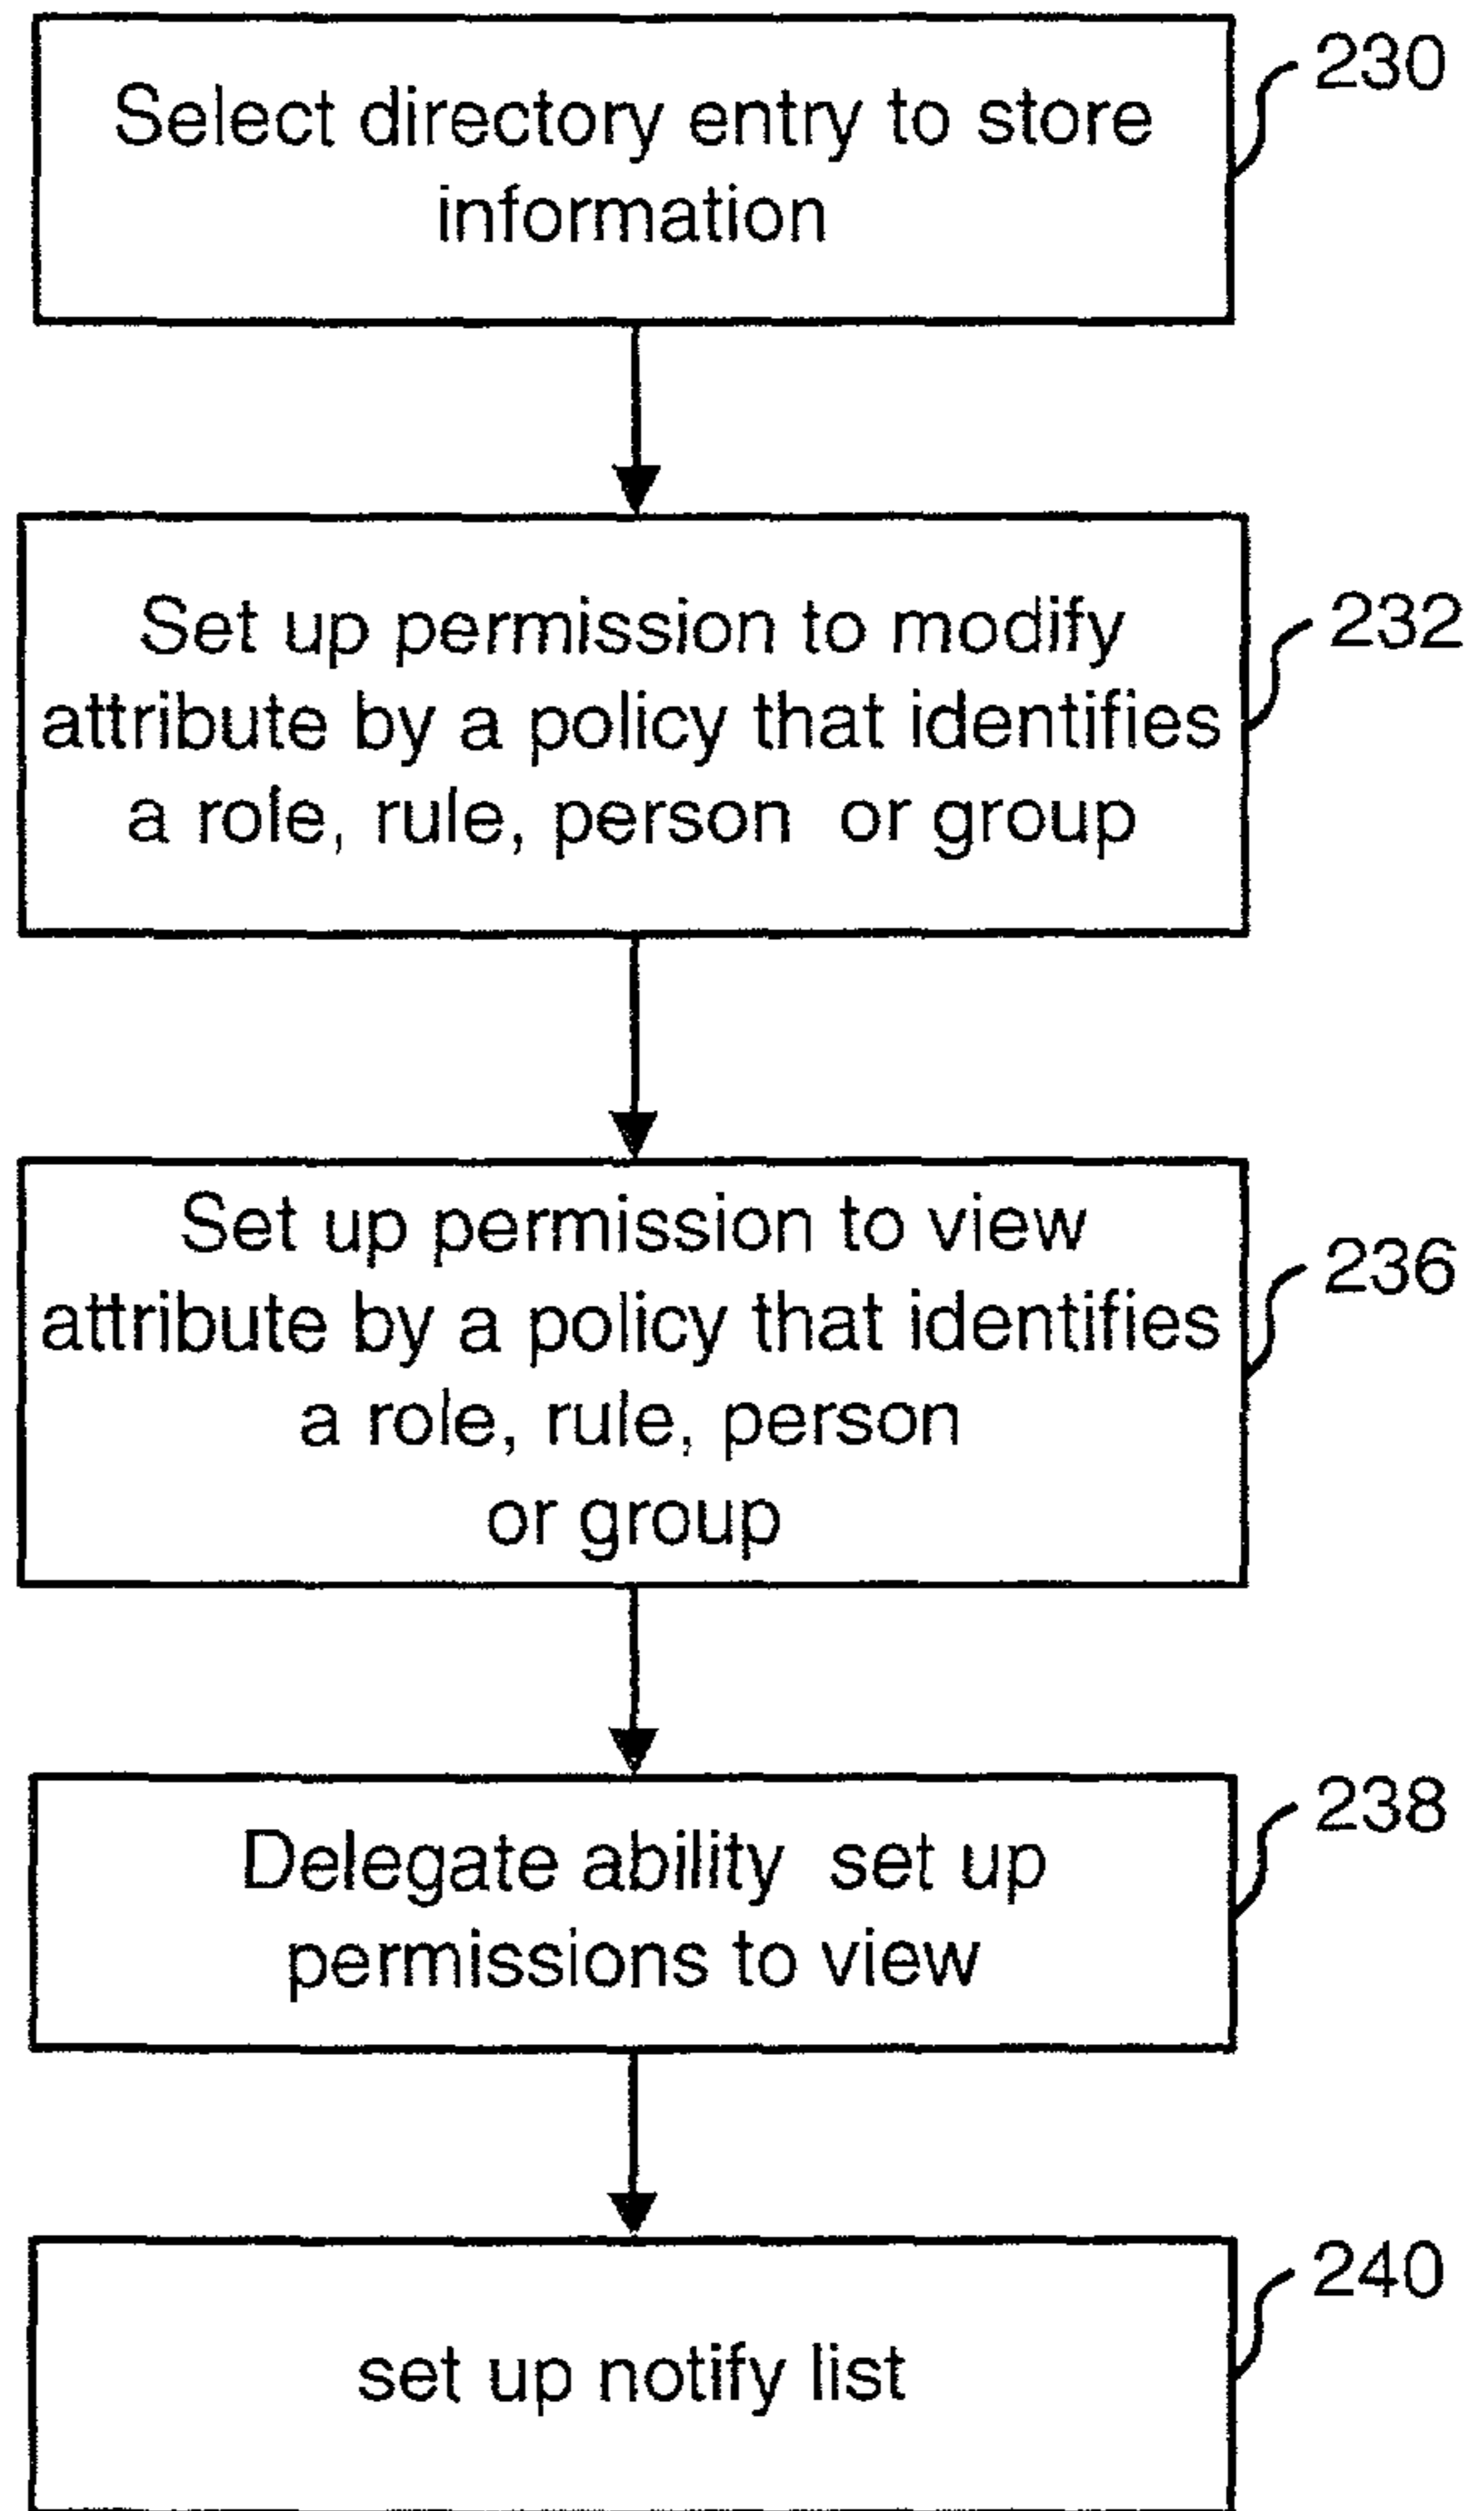 Select directory entry to store
information
230
Set up permission to modify
attribute by a policy that identifies
a role, rule, person or group
232
Set up permission to view
attribute by a policy that identifies
a role, rule, person
or group
236
Delegate ability set up
permissions to view
238
set up notify list
240